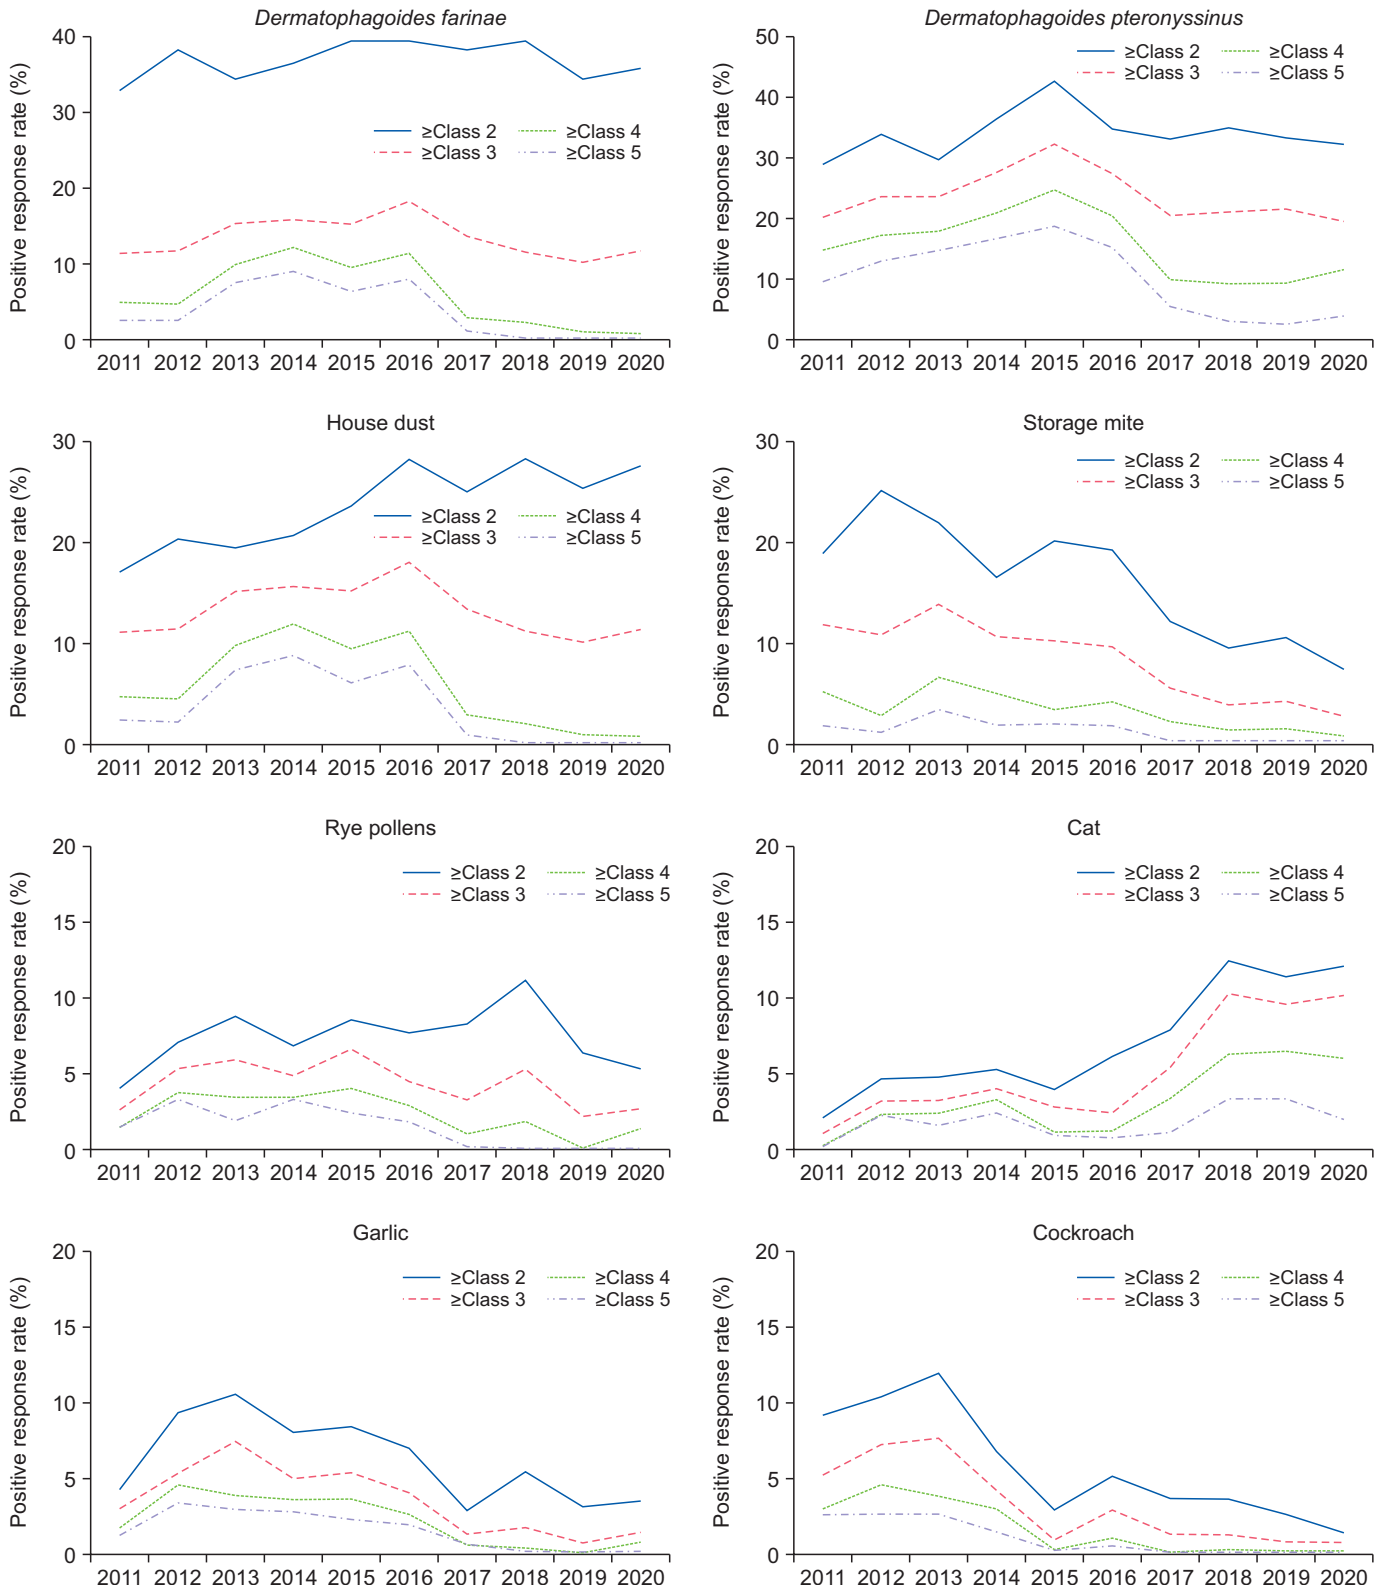 Dermatophagoides farinae
Positive response rate (%)
40
30
20
10
0
≥Class 2 ≥Class 4
≥Class 3 ≥Class 5
2011 2012 2013 2014 2015 2016 2017 2018 2019 2020
Dermatophagoides pteronyssinus
Positive response rate (%)
50
40
30
20
10
0
≥Class 2 ≥Class 4
≥Class 3 ≥Class 5
2011 2012 2013 2014 2015 2016 2017 2018 2019 2020
House dust
Positive response rate (%)
30
20
10
0
≥Class 2 ≥Class 4
≥Class 3 ≥Class 5
2011 2012 2013 2014 2015 2016 2017 2018 2019 2020
Storage mite
Positive response rate (%)
30
20
10
0
≥Class 2 ≥Class 4
≥Class 3 ≥Class 5
2011 2012 2013 2014 2015 2016 2017 2018 2019 2020
Rye pollens
Positive response rate (%)
20
15
10
5
0
≥Class 2 ≥Class 4
≥Class 3 ≥Class 5
2011 2012 2013 2014 2015 2016 2017 2018 2019 2020
Cat
Positive response rate (%)
20
15
10
5
0
≥Class 2 ≥Class 4
≥Class 3 ≥Class 5
2011 2012 2013 2014 2015 2016 2017 2018 2019 2020
Garlic
Positive response rate (%)
20
15
10
5
0
≥Class 2 ≥Class 4
≥Class 3 ≥Class 5
2011 2012 2013 2014 2015 2016 2017 2018 2019 2020
Cockroach
Positive response rate (%)
20
15
10
5
0
≥Class 2 ≥Class 4
≥Class 3 ≥Class 5
2011 2012 2013 2014 2015 2016 2017 2018 2019 2020